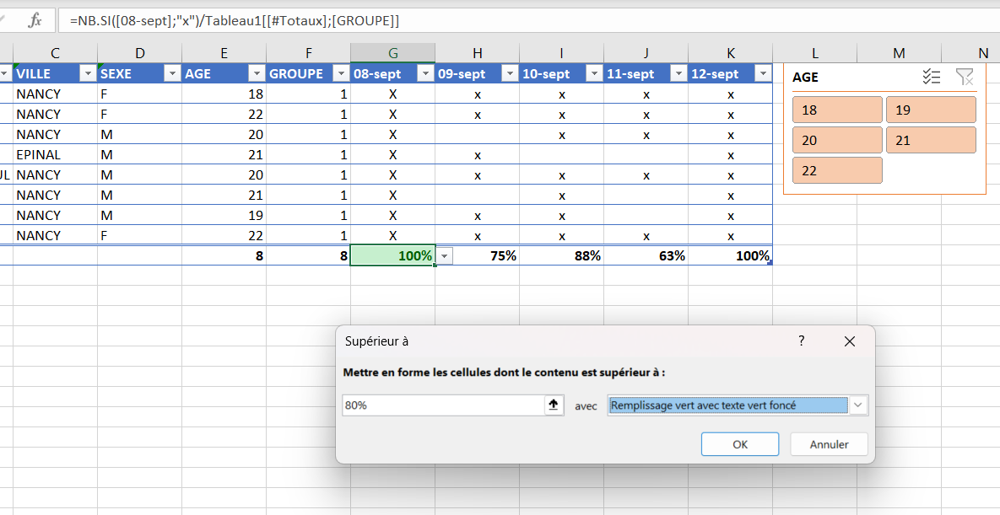 fx =NB.SI([08-sept];"x")/Tableau1[[#Totaux];[GROUPE]]
C D E F G H I J K L M N
VILLE SEXE AGE GROUPE 08-sept 09-sept 10-sept 11-sept 12-sept
NANCY F 18 1 X x x x x
NANCY F 22 1 X x x x x
NANCY M 20 1 X x x x
EPINAL M 21 1 X x x
UL NANCY M 20 1 X x x x x
NANCY M 21 1 X x x
NANCY M 19 1 X x x x
NANCY F 22 1 X x x x x
8 8 100% 75% 88% 63% 100%
AGE
18 19
20 21
22
Supérieur à ?
Mettre en forme les cellules dont le contenu est supérieur à :
80% avec Remplissage vert avec texte vert foncé
OK Annuler